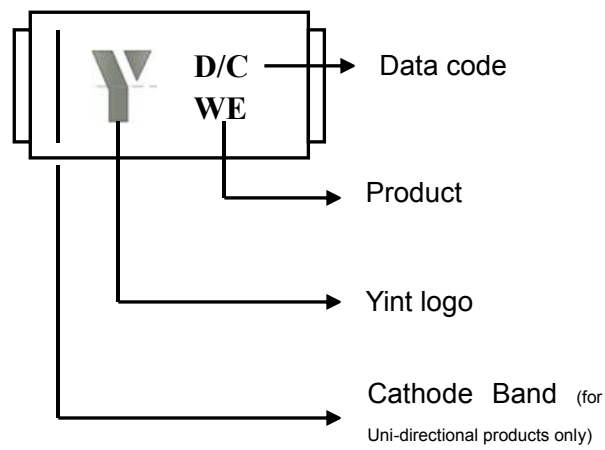 D/C
WE
Data code
Product
Yint logo
Cathode Band (for
Uni-directional products only)